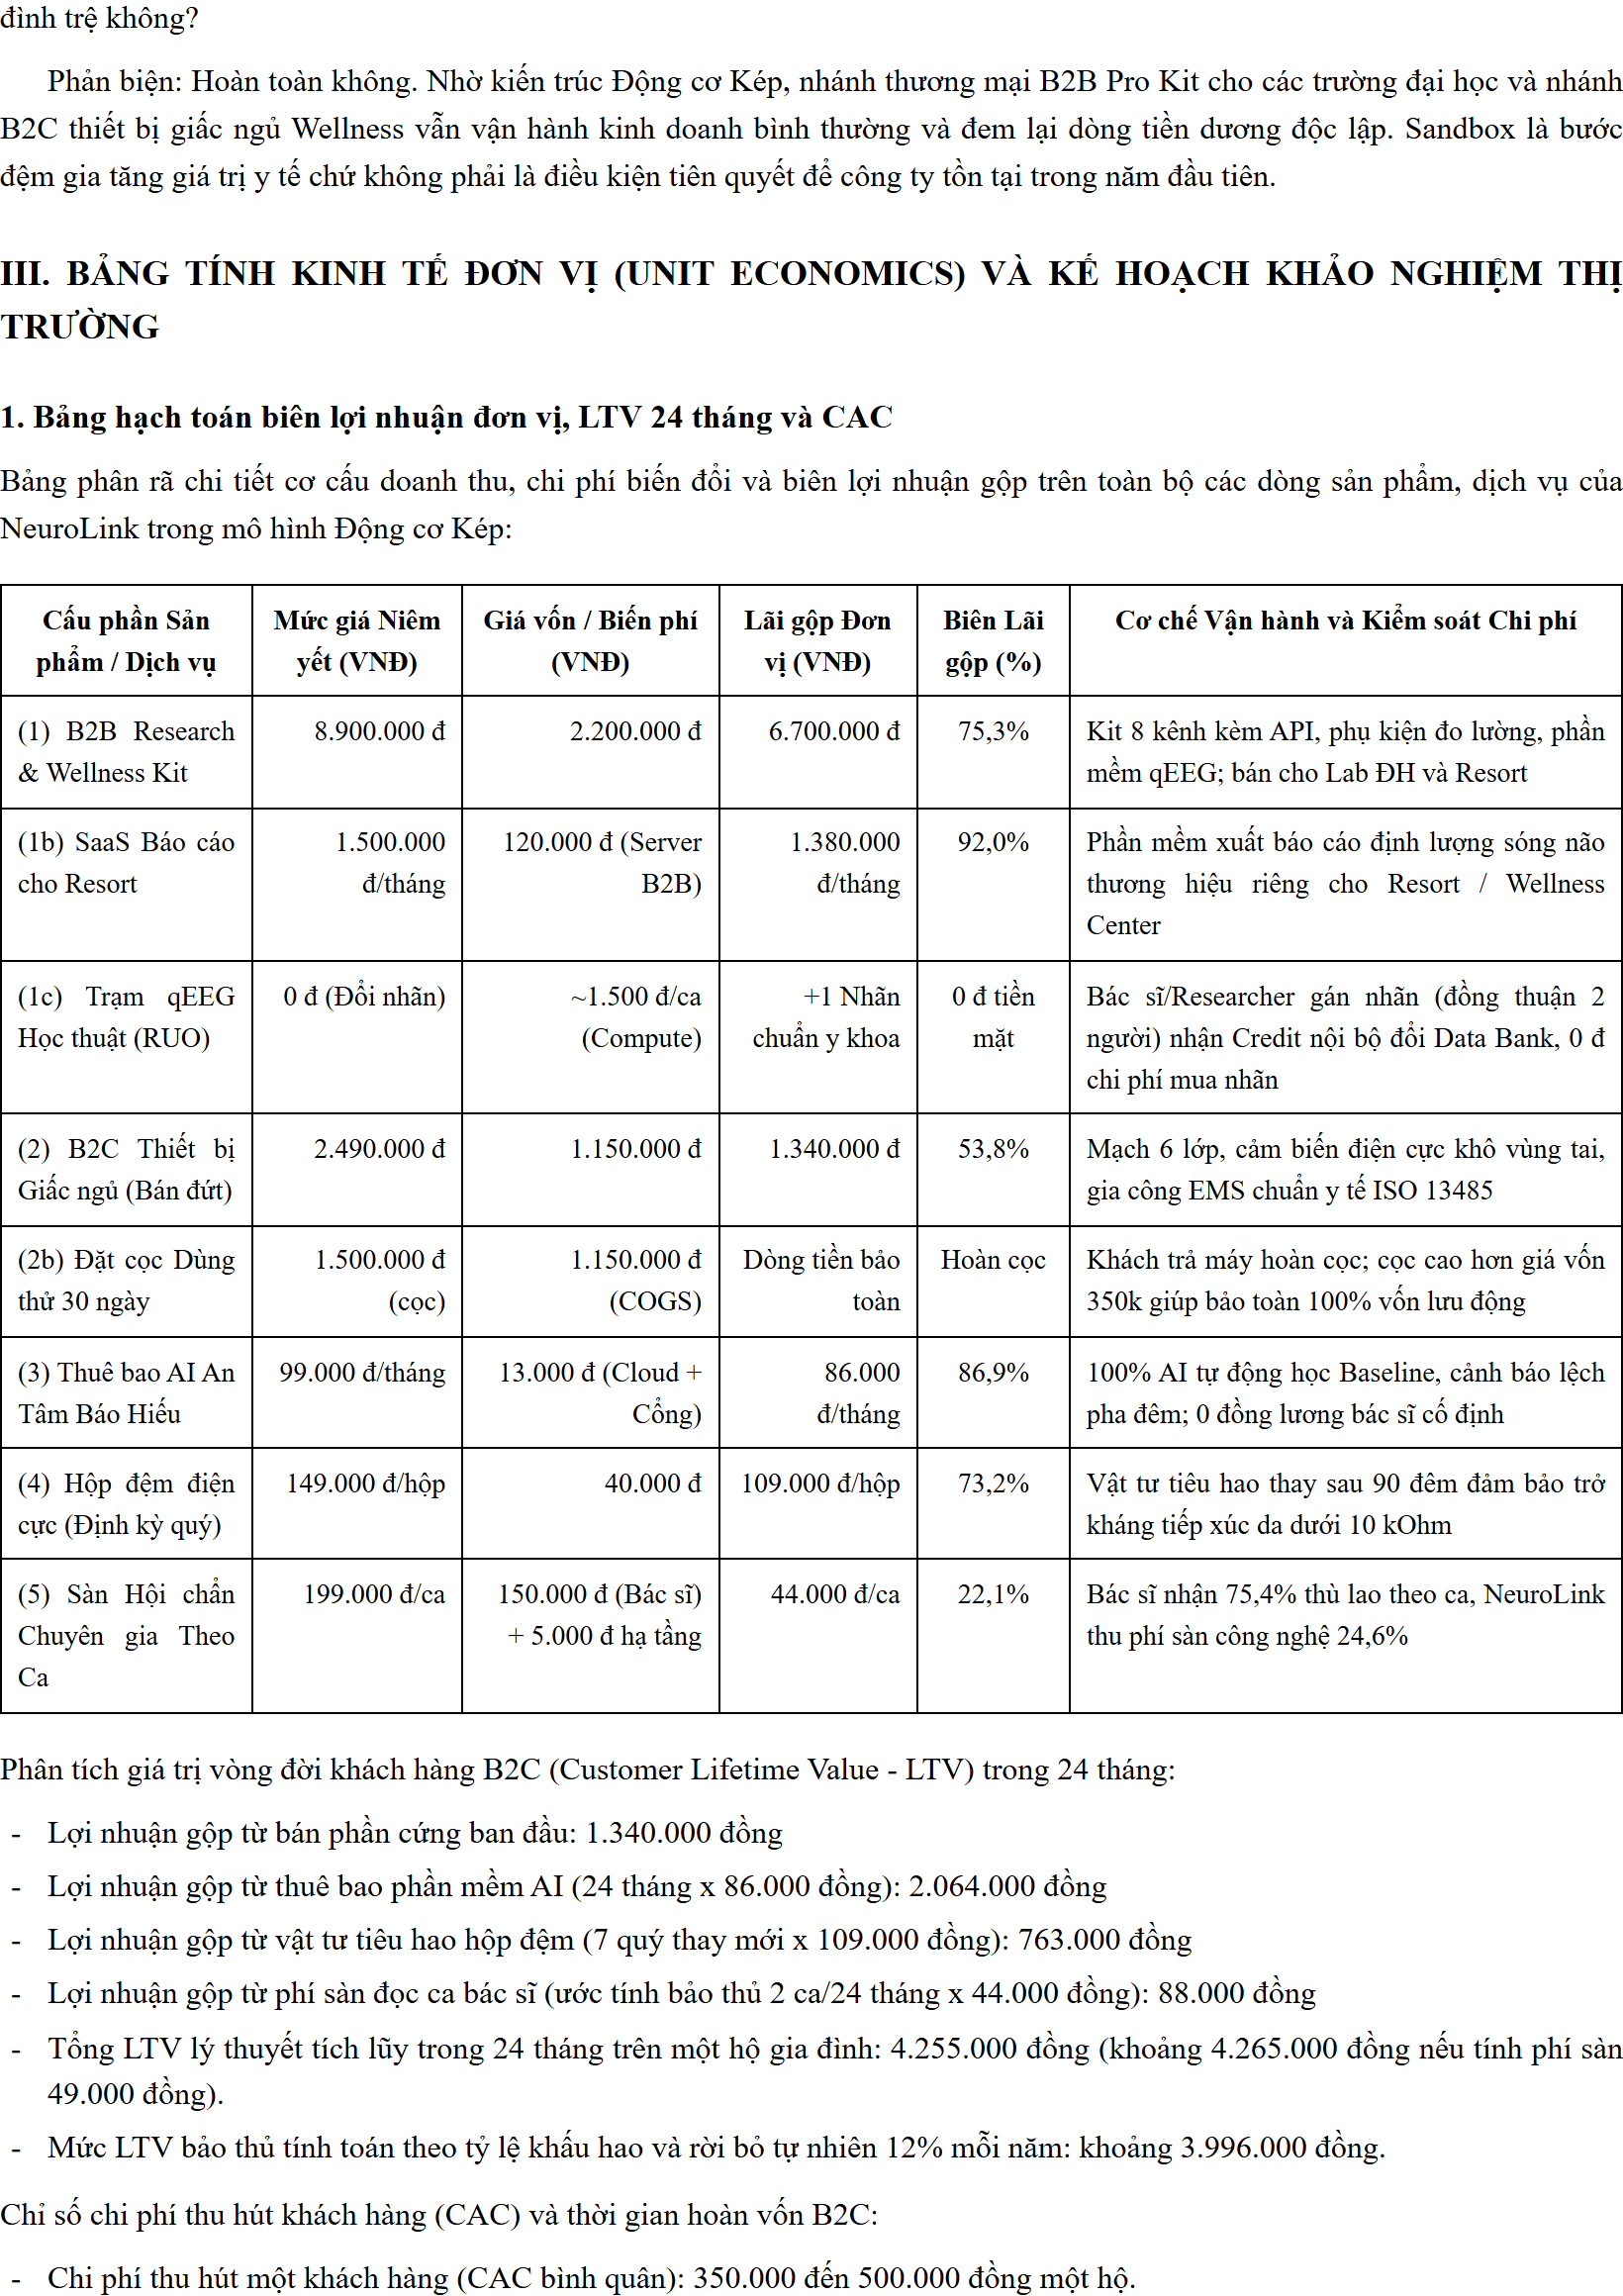 đình trệ không?
Phản biện: Hoàn toàn không. Nhờ kiến trúc Động cơ Kép, nhánh thương mại B2B Pro Kit cho các trường đại học và nhánh
B2C thiết bị giấc ngủ Wellness vẫn vận hành kinh doanh bình thường và đem lại dòng tiền dương độc lập. Sandbox là bước
đệm gia tăng giá trị y tế chứ không phải là điều kiện tiên quyết để công ty tồn tại trong năm đầu tiên.
III. BẢNG TÍNH KINH TẾ ĐƠN VỊ (UNIT ECONOMICS) VÀ KẾ HOẠCH KHẢO NGHIỆM THỊ
TRƯỜNG
1. Bảng hạch toán biên lợi nhuận đơn vị, LTV 24 tháng và CAC
Bảng phân rã chi tiết cơ cấu doanh thu, chi phí biến đổi và biên lợi nhuận gộp trên toàn bộ các dòng sản phẩm, dịch vụ của
NeuroLink trong mô hình Động cơ Kép:
Cấu phần Sản
phẩm / Dịch vụ
Mức giá Niêm
yết (VNĐ)
Giá vốn / Biến phí
(VNĐ)
Lãi gộp Đơn
vị (VNĐ)
Biên Lãi
gộp (%)
Cơ chế Vận hành và Kiểm soát Chi phí
(1) B2B Research
& Wellness Kit
8.900.000 đ
2.200.000 đ
6.700.000 đ
75,3%
Kit 8 kênh kèm API, phụ kiện đo lường, phần
mềm qEEG; bán cho Lab ĐH và Resort
(1b) SaaS Báo cáo
cho Resort
1.500.000
đ/tháng
120.000 đ (Server
B2B)
1.380.000
đ/tháng
92,0%
Phần mềm xuất báo cáo định lượng sóng não
thương hiệu riêng cho Resort / Wellness
Center
(1c) Trạm qEEG
Học thuật (RUO)
0 đ (Đổi nhãn)
~1.500 đ/ca
(Compute)
+1 Nhãn
chuẩn y khoa
0 đ tiền
mặt
Bác sĩ/Researcher gán nhãn (đồng thuận 2
người) nhận Credit nội bộ đổi Data Bank, 0 đ
chi phí mua nhãn
(2) B2C Thiết bị
Giấc ngủ (Bán đứt)
2.490.000 đ
1.150.000 đ
1.340.000 đ
53,8%
Mạch 6 lớp, cảm biến điện cực khô vùng tai,
gia công EMS chuẩn y tế ISO 13485
(2b) Đặt cọc Dùng
thử 30 ngày
1.500.000 đ
(cọc)
1.150.000 đ
(COGS)
Dòng tiền bảo
toàn
Hoàn cọc
Khách trả máy hoàn cọc; cọc cao hơn giá vốn
350k giúp bảo toàn 100% vốn lưu động
(3) Thuê bao AI An
Tâm Báo Hiếu
99.000 đ/tháng
13.000 đ (Cloud +
Cổng)
86.000
đ/tháng
86,9%
100% AI tự động học Baseline, cảnh báo lệch
pha đêm; 0 đồng lương bác sĩ cố định
(4) Hộp đệm điện
cực (Định kỳ quý)
149.000 đ/hộp
40.000 đ
109.000 đ/hộp
73,2%
Vật tư tiêu hao thay sau 90 đêm đảm bảo trở
kháng tiếp xúc da dưới 10 kOhm
(5) Sàn Hội chẩn
Chuyên gia Theo
Ca
199.000 đ/ca
150.000 đ (Bác sĩ)
+ 5.000 đ hạ tầng
44.000 đ/ca
22,1%
Bác sĩ nhận 75,4% thù lao theo ca, NeuroLink
thu phí sàn công nghệ 24,6%
Phân tích giá trị vòng đời khách hàng B2C (Customer Lifetime Value - LTV) trong 24 tháng:
- Lợi nhuận gộp từ bán phần cứng ban đầu: 1.340.000 đồng
- Lợi nhuận gộp từ thuê bao phần mềm AI (24 tháng x 86.000 đồng): 2.064.000 đồng
- Lợi nhuận gộp từ vật tư tiêu hao hộp đệm (7 quý thay mới x 109.000 đồng): 763.000 đồng
- Lợi nhuận gộp từ phí sàn đọc ca bác sĩ (ước tính bảo thủ 2 ca/24 tháng x 44.000 đồng): 88.000 đồng
- Tổng LTV lý thuyết tích lũy trong 24 tháng trên một hộ gia đình: 4.255.000 đồng (khoảng 4.265.000 đồng nếu tính phí sàn
49.000 đồng).
- Mức LTV bảo thủ tính toán theo tỷ lệ khấu hao và rời bỏ tự nhiên 12% mỗi năm: khoảng 3.996.000 đồng.
Chỉ số chi phí thu hút khách hàng (CAC) và thời gian hoàn vốn B2C:
- Chi phí thu hút một khách hàng (CAC bình quân): 350.000 đến 500.000 đồng một hộ.